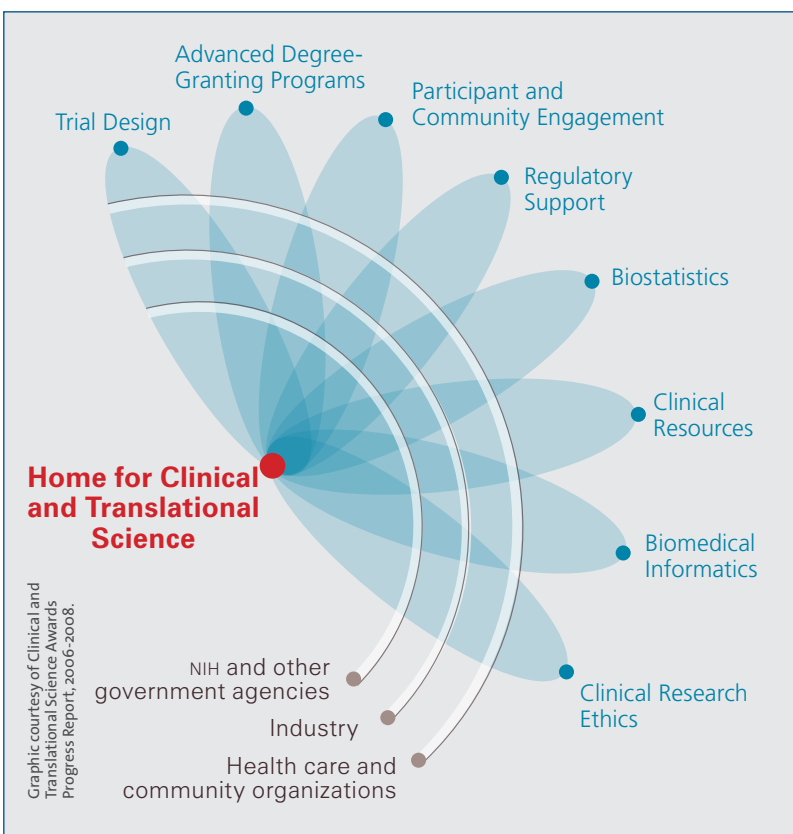 Advanced Degree-
Granting Programs
Trial Design
Participant and
Community Engagement
Regulatory
Support
Biostatistics
Clinical
Resources
Biomedical
Informatics
Clinical Research
Ethics
Home for Clinical
and Translational
Science
NIH and other
government agencies
Industry
Health care and
community organizations
Graphic courtesy of Clinical and
Translational Science Awards
Progress Report, 2006-2008.